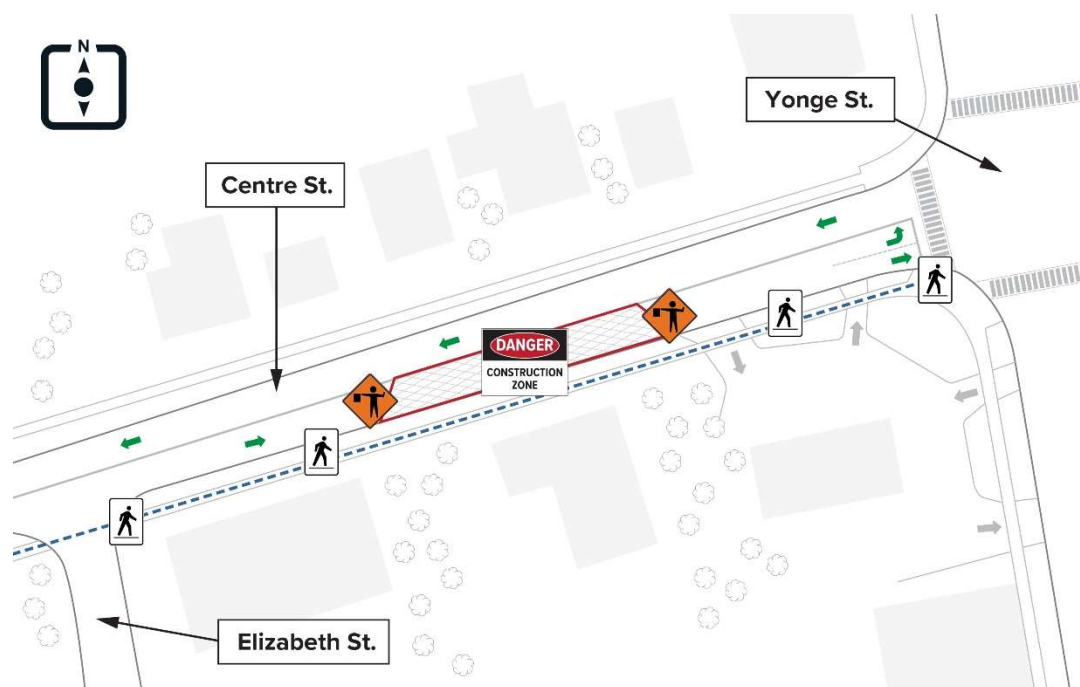 N
Yonge St.
Centre St.
DANGER
CONSTRUCTION
ZONE
Elizabeth St.